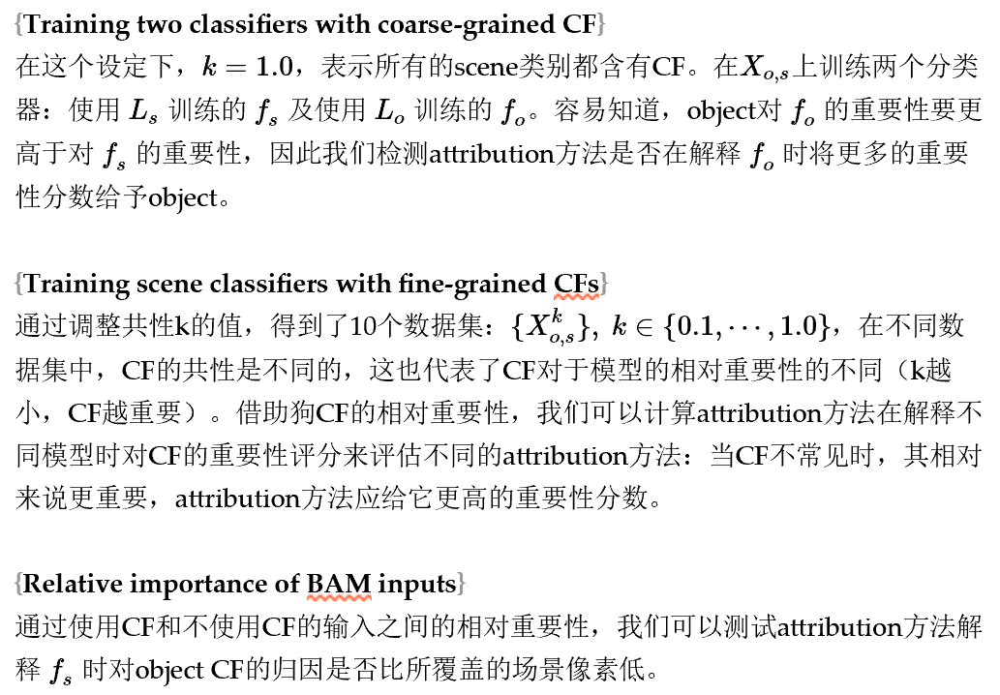 {Training two classifiers with coarse-grained CF}
在这个设定下，k = 1.0，表示所有的scene类别都含有CF。在X_{o,s}上训练两个分类
器：使用 L_s 训练的 f_s 及使用 L_o 训练的 f_o。容易知道，object对 f_o 的重要性要更
高于对 f_s 的重要性，因此我们检测attribution方法是否在解释 f_o 时将更多的重要
性分数给予object。
{Training scene classifiers with fine-grained CFs}
通过调整共性k的值，得到了10个数据集：{X^k_{o,s}}, k ∈ {0.1, ⋯ , 1.0}，在不同数
据集中，CF的共性是不同的，这也代表了CF对于模型的相对重要性的不同（k越
小，CF越重要）。借助狗CF的相对重要性，我们可以计算attribution方法在解释不
同模型时对CF的重要性评分来评估不同的attribution方法：当CF不常见时，其相对
来说更重要，attribution方法应给它更高的重要性分数。
{Relative importance of BAM inputs}
通过使用CF和不使用CF的输入之间的相对重要性，我们可以测试attribution方法解
释 f_s 时对object CF的归因是否比所覆盖的场景像素低。